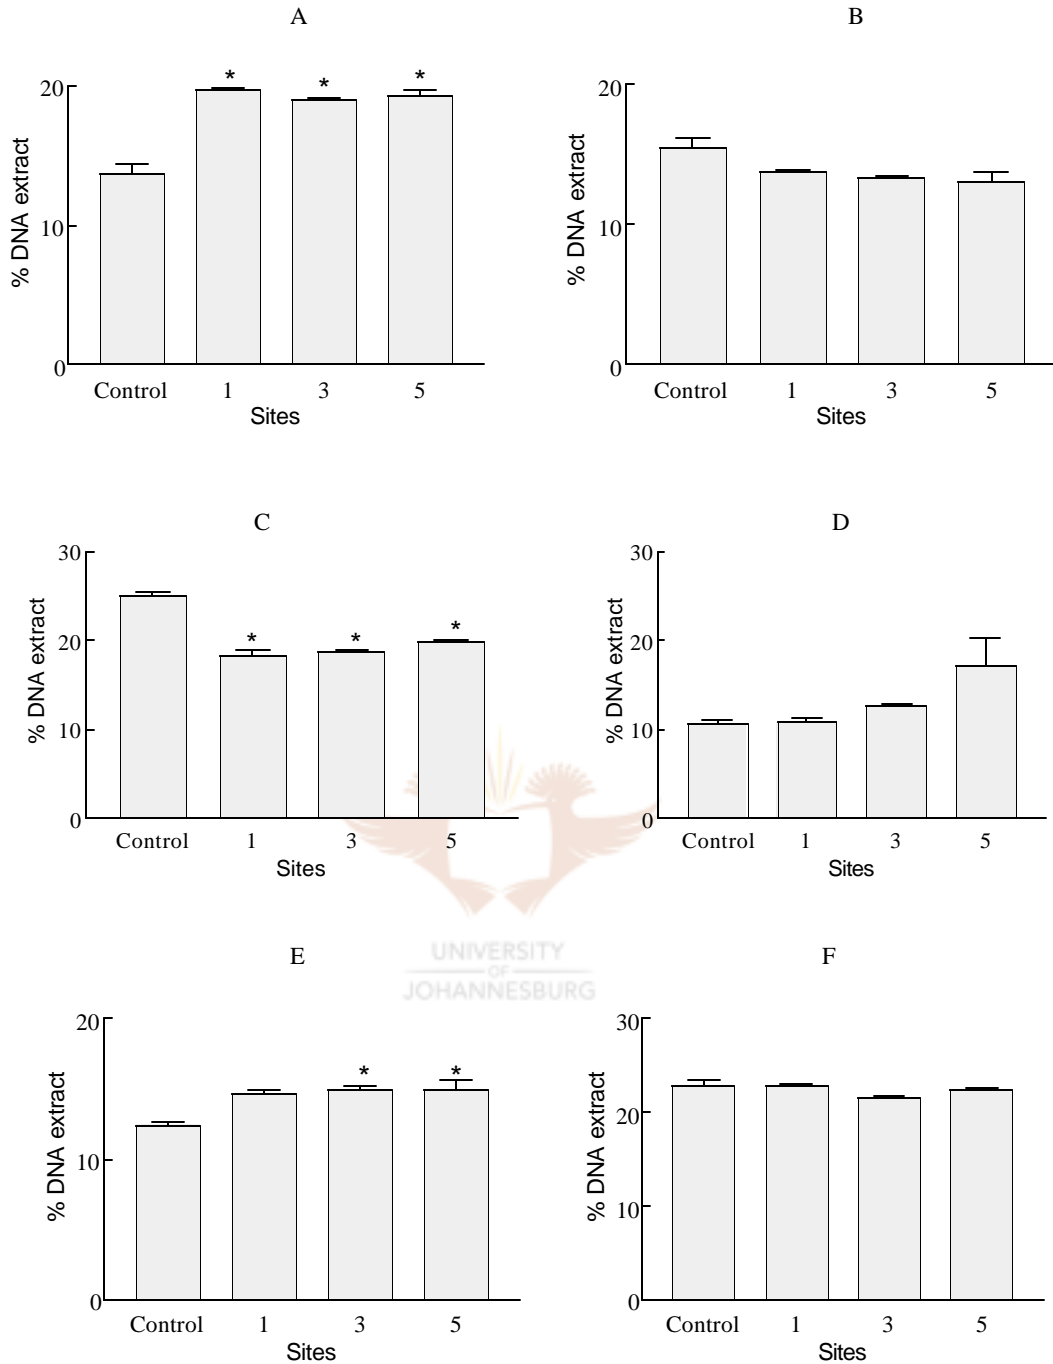 A
20
10
0
% DNA extract
* * *
Control 1 3 5
Sites
B
20
10
0
% DNA extract
Control 1 3 5
Sites
C
30
20
10
0
% DNA extract
* * *
Control 1 3 5
Sites
D
30
20
10
0
% DNA extract
Control 1 3 5
Sites
UNIVERSITY
OF
JOHANNESBURG
E
20
10
0
% DNA extract
* *
Control 1 3 5
Sites
F
30
20
10
0
% DNA extract
Control 1 3 5
Sites